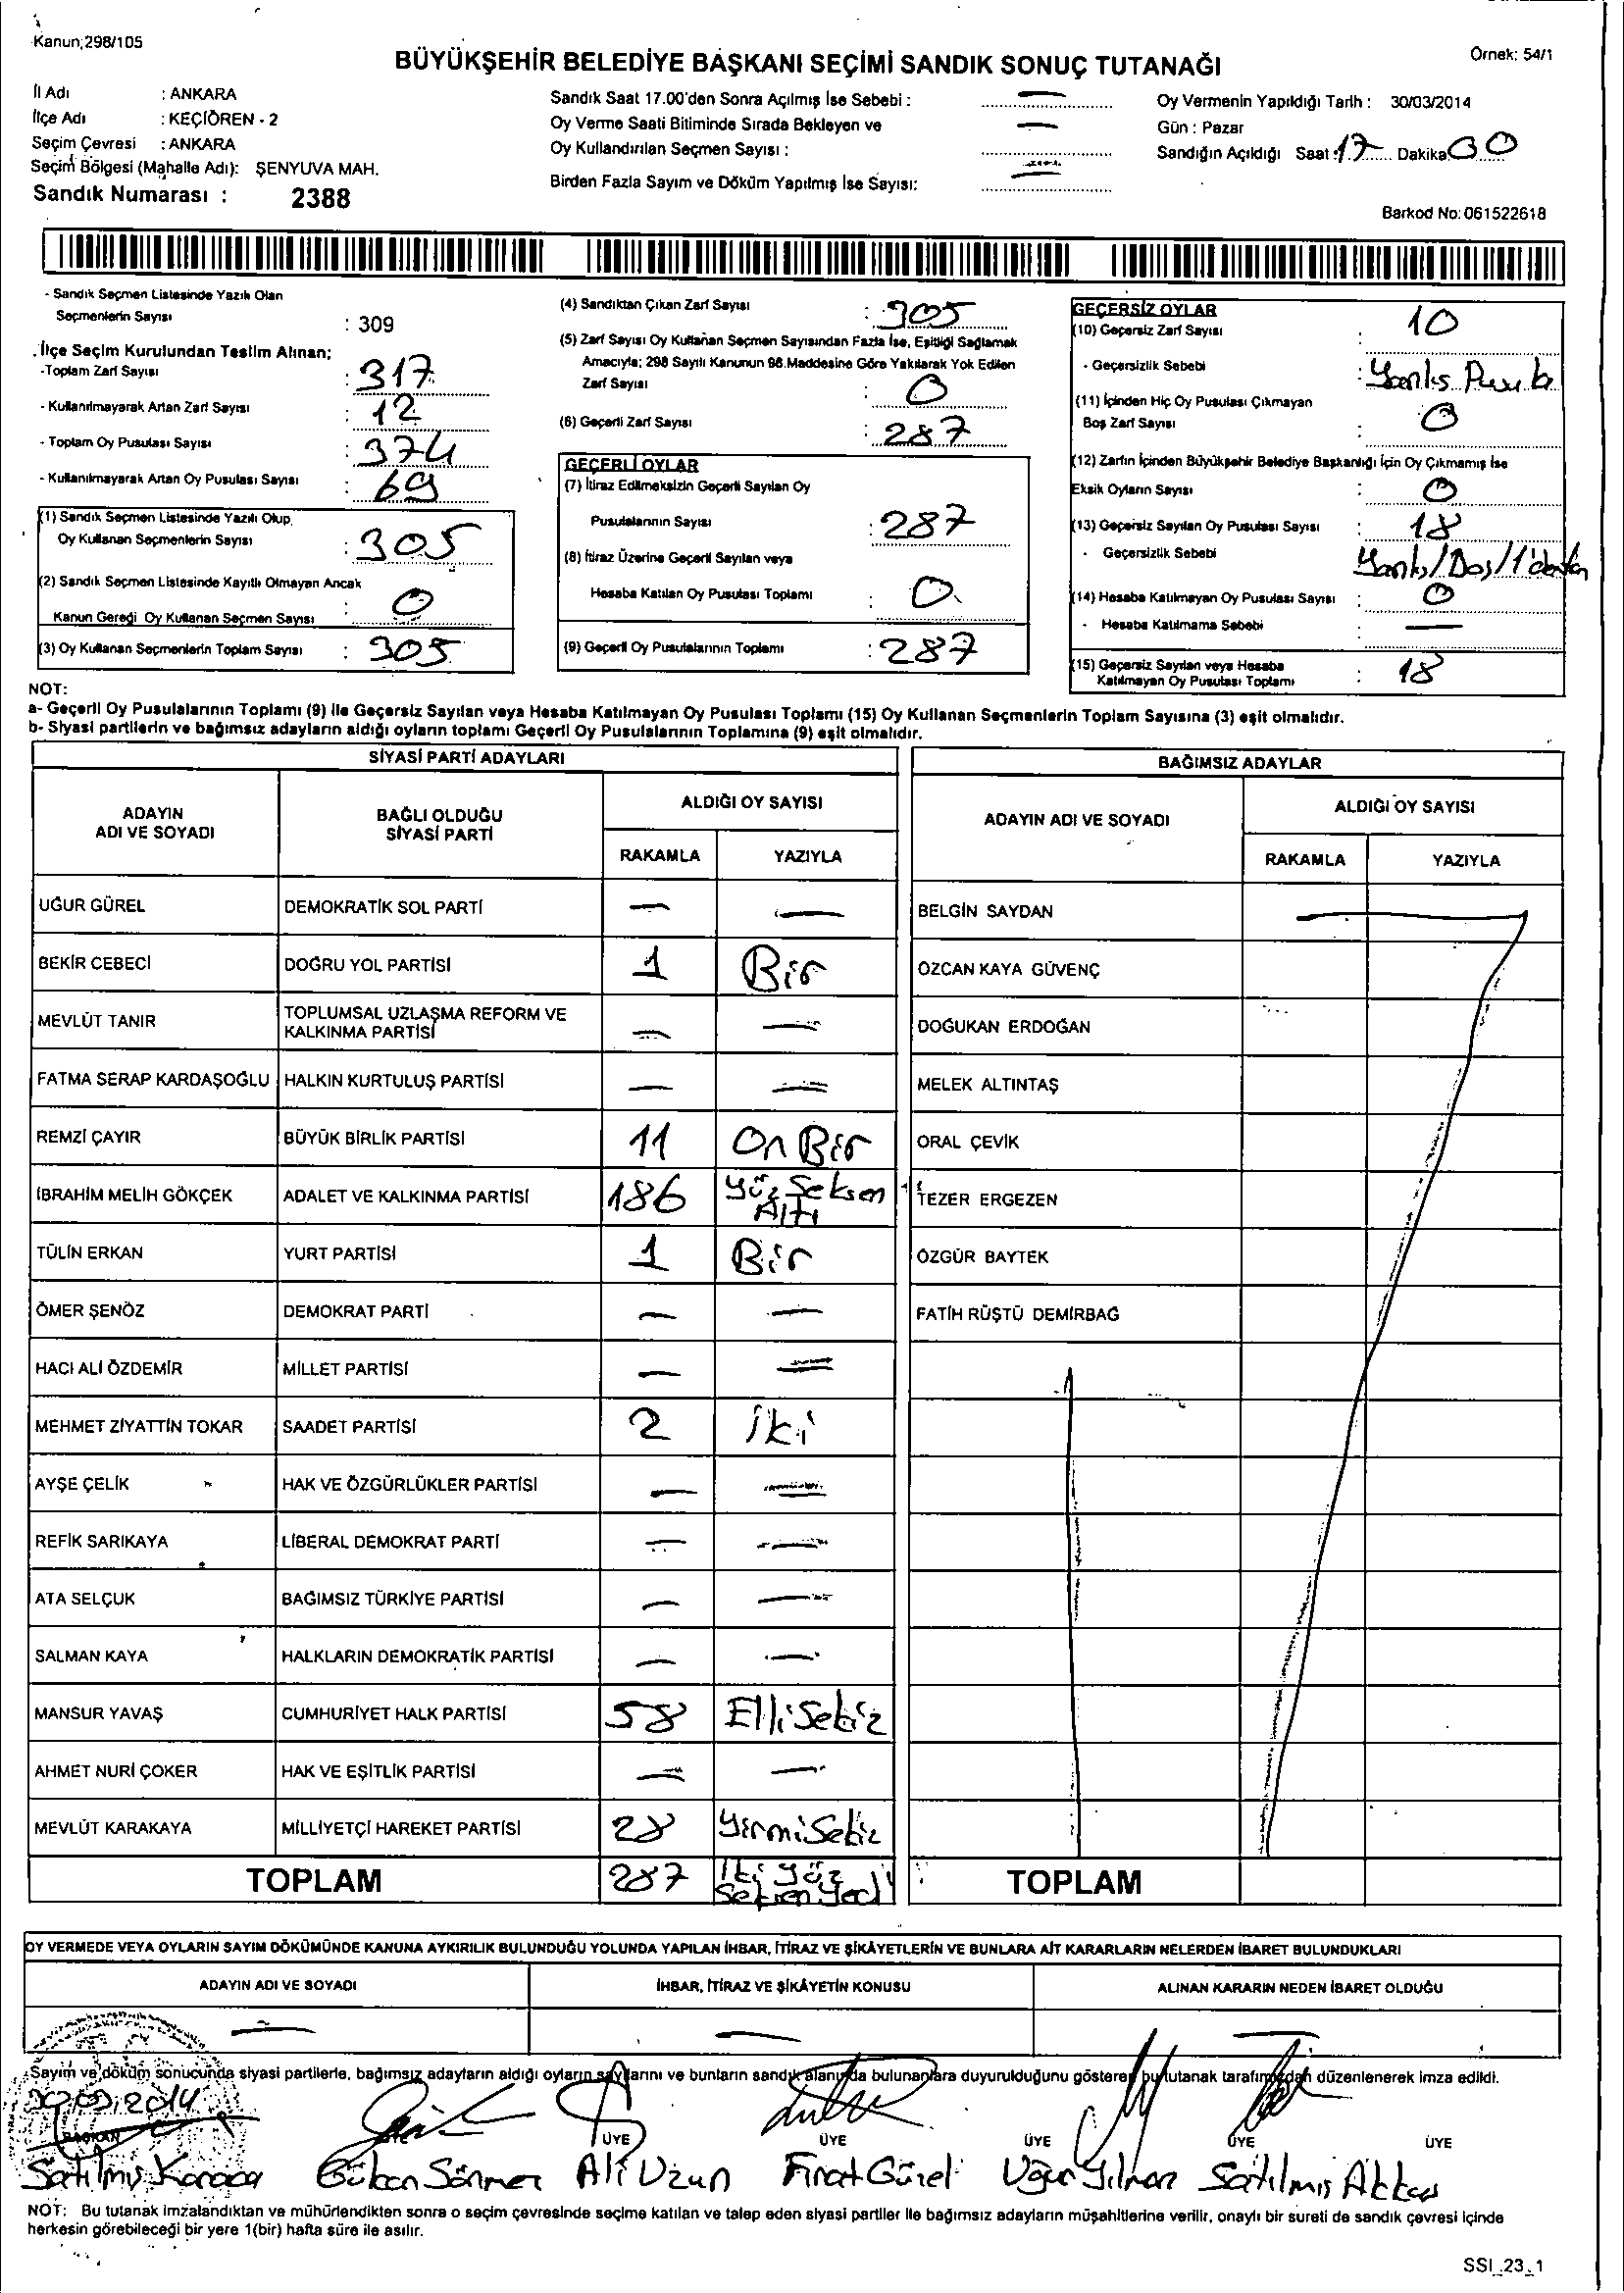 Kanun;298/105
Örnek: 54/1
BÜYÜKŞEHİR BELEDİYE BAŞKANI SEÇİMİ SANDIK SONUÇ TUTANAĞI
İl Adı : ANKARA
İlçe Adı : KEÇİÖREN - 2
Seçim Çevresi : ANKARA
Seçim Bölgesi (Mahalle Adı): ŞENYUVA MAH.
Sandık Numarası : 2388
Sandık Saat 17.00'den Sonra Açılmış İse Sebebi : —
Oy Verme Saati Bitiminde Sırada Bekleyen ve
Oy Kullandırılan Seçmen Sayısı : —
Birden Fazla Sayım ve Döküm Yapılmış İse Sayısı: —
Oy Vermenin Yapıldığı Tarih : 30/03/2014
Gün : Pazar
Sandığın Açıldığı Saat : 17 Dakika 00
Barkod No: 061522618
- Sandık Seçmen Listesinde Yazılı Olan
Seçmenlerin Sayısı : 309
İlçe Seçim Kurulundan Teslim Alınan;
-Toplam Zarf Sayısı : 317
- Kullanılmayarak Artan Zarf Sayısı : 12
- Toplam Oy Pusulası Sayısı : 374
- Kullanılmayarak Artan Oy Pusulası Sayısı : 69
(1) Sandık Seçmen Listesinde Yazılı Olup,
Oy Kullanan Seçmenlerin Sayısı : 305
(2) Sandık Seçmen Listesinde Kayıtlı Olmayan Ancak
Kanun Gereği Oy Kullanan Seçmen Sayısı : 0
(3) Oy Kullanan Seçmenlerin Toplam Sayısı : 305
(4) Sandıktan Çıkan Zarf Sayısı : 305
(5) Zarf Sayısı Oy Kullanan Seçmen Sayısından Fazla İse, Eşitliği Sağlamak
Amacıyla; 298 Sayılı Kanunun 98.Maddesine Göre Yakılarak Yok Edilen
Zarf Sayısı : 0
(6) Geçerli Zarf Sayısı : 287
GEÇERLİ OYLAR
(7) İtiraz Edilmeksizin Geçerli Sayılan Oy
Pusulalarının Sayısı : 287
(8) İtiraz Üzerine Geçerli Sayılan veya
Hesaba Katılan Oy Pusulası Toplamı : 0
(9) Geçerli Oy Pusulalarının Toplamı : 287
GEÇERSİZ OYLAR
(10) Geçersiz Zarf Sayısı : 10
- Geçersizlik Sebebi :
(11) İçinden Hiç Oy Pusulası Çıkmayan
Boş Zarf Sayısı : 0
(12) Zarfın İçinden Büyükşehir Belediye Başkanlığı İçin Oy Çıkmamış İse
Eksik Oyların Sayısı : 0
(13) Geçersiz Sayılan Oy Pusulası Sayısı : 18
- Geçersizlik Sebebi
(14) Hesaba Katılmayan Oy Pusulası Sayısı : 0
- Hesaba Katılmama Sebebi : —
(15) Geçersiz Sayılan veya Hesaba
Katılmayan Oy Pusulası Toplamı : 18
NOT:
a- Geçerli Oy Pusulalarının Toplamı (9) ile Geçersiz Sayılan veya Hesaba Katılmayan Oy Pusulası Toplamı (15) Oy Kullanan Seçmenlerin Toplam Sayısına (3) eşit olmalıdır.
b- Siyasi partilerin ve bağımsız adayların aldığı oyların toplamı Geçerli Oy Pusulalarının Toplamına (9) eşit olmalıdır.
SİYASİ PARTİ ADAYLARI
ADAYIN ADI VE SOYADI BAĞLI OLDUĞU SİYASİ PARTİ ALDIĞI OY SAYISI
RAKAMLA YAZIYLA
UĞUR GÜREL DEMOKRATİK SOL PARTİ — —
BEKİR CEBECİ DOĞRU YOL PARTİSİ 1 Bir
MEVLÜT TANIR TOPLUMSAL UZLAŞMA REFORM VE KALKINMA PARTİSİ — —
FATMA SERAP KARDAŞOĞLU HALKIN KURTULUŞ PARTİSİ — —
REMZİ ÇAYIR BÜYÜK BİRLİK PARTİSİ 11 On Bir
İBRAHİM MELİH GÖKÇEK ADALET VE KALKINMA PARTİSİ 186 Yüz Seksen Altı
TÜLİN ERKAN YURT PARTİSİ 1 Bir
ÖMER ŞENÖZ DEMOKRAT PARTİ — —
HACI ALİ ÖZDEMİR MİLLET PARTİSİ — —
MEHMET ZİYATTİN TOKAR SAADET PARTİSİ 2 İki
AYŞE ÇELİK HAK VE ÖZGÜRLÜKLER PARTİSİ — —
REFİK SARIKAYA LİBERAL DEMOKRAT PARTİ — —
ATA SELÇUK BAĞIMSIZ TÜRKİYE PARTİSİ — —
SALMAN KAYA HALKLARIN DEMOKRATİK PARTİSİ — —
MANSUR YAVAŞ CUMHURİYET HALK PARTİSİ 58 Elli Sekiz
AHMET NURİ ÇOKER HAK VE EŞİTLİK PARTİSİ — —
MEVLÜT KARAKAYA MİLLİYETÇİ HAREKET PARTİSİ 28 Yirmi Sekiz
TOPLAM 287 İki Yüz Seksen Yedi
BAĞIMSIZ ADAYLAR
ADAYIN ADI VE SOYADI ALDIĞI OY SAYISI
RAKAMLA YAZIYLA
BELGİN SAYDAN
ÖZCAN KAYA GÜVENÇ
DOĞUKAN ERDOĞAN
MELEK ALTINTAŞ
ORAL ÇEVİK
TEZER ERGEZEN
ÖZGÜR BAYTEK
FATİH RÜŞTÜ DEMİRBAĞ
TOPLAM
OY VERMEDE VEYA OYLARIN SAYIM DÖKÜMÜNDE KANUNA AYKIRILIK BULUNDUĞU YOLUNDA YAPILAN İHBAR, İTİRAZ VE ŞİKÂYETLERİN VE BUNLARA AİT KARARLARIN NELERDEN İBARET BULUNDUKLARI
ADAYIN ADI VE SOYADI İHBAR, İTİRAZ VE ŞİKÂYETİN KONUSU ALINAN KARARIN NEDEN İBARET OLDUĞU
— — —
Sayım ve döküm sonucunda siyasi partilerle, bağımsız adayların aldığı oyların sayılarını ve bunların sandık alanında bulunanlara duyurulduğunu gösteren bu tutanak tarafımızdan düzenlenerek imza edildi.
BAŞKAN ÜYE ÜYE ÜYE ÜYE ÜYE
Satılmış Karaca Gülcan Sönmez Ali Uzun Fırat Gürel Uğur Yılmaz Satılmış Akkaş
NOT: Bu tutanak imzalandıktan ve mühürlendikten sonra o seçim çevresinde seçime katılan ve talep eden siyasi partiler ile bağımsız adayların müşahitlerine verilir, onaylı bir sureti de sandık çevresi içinde
herkesin görebileceği bir yere 1(bir) hafta süre ile asılır.
SSI_23_1